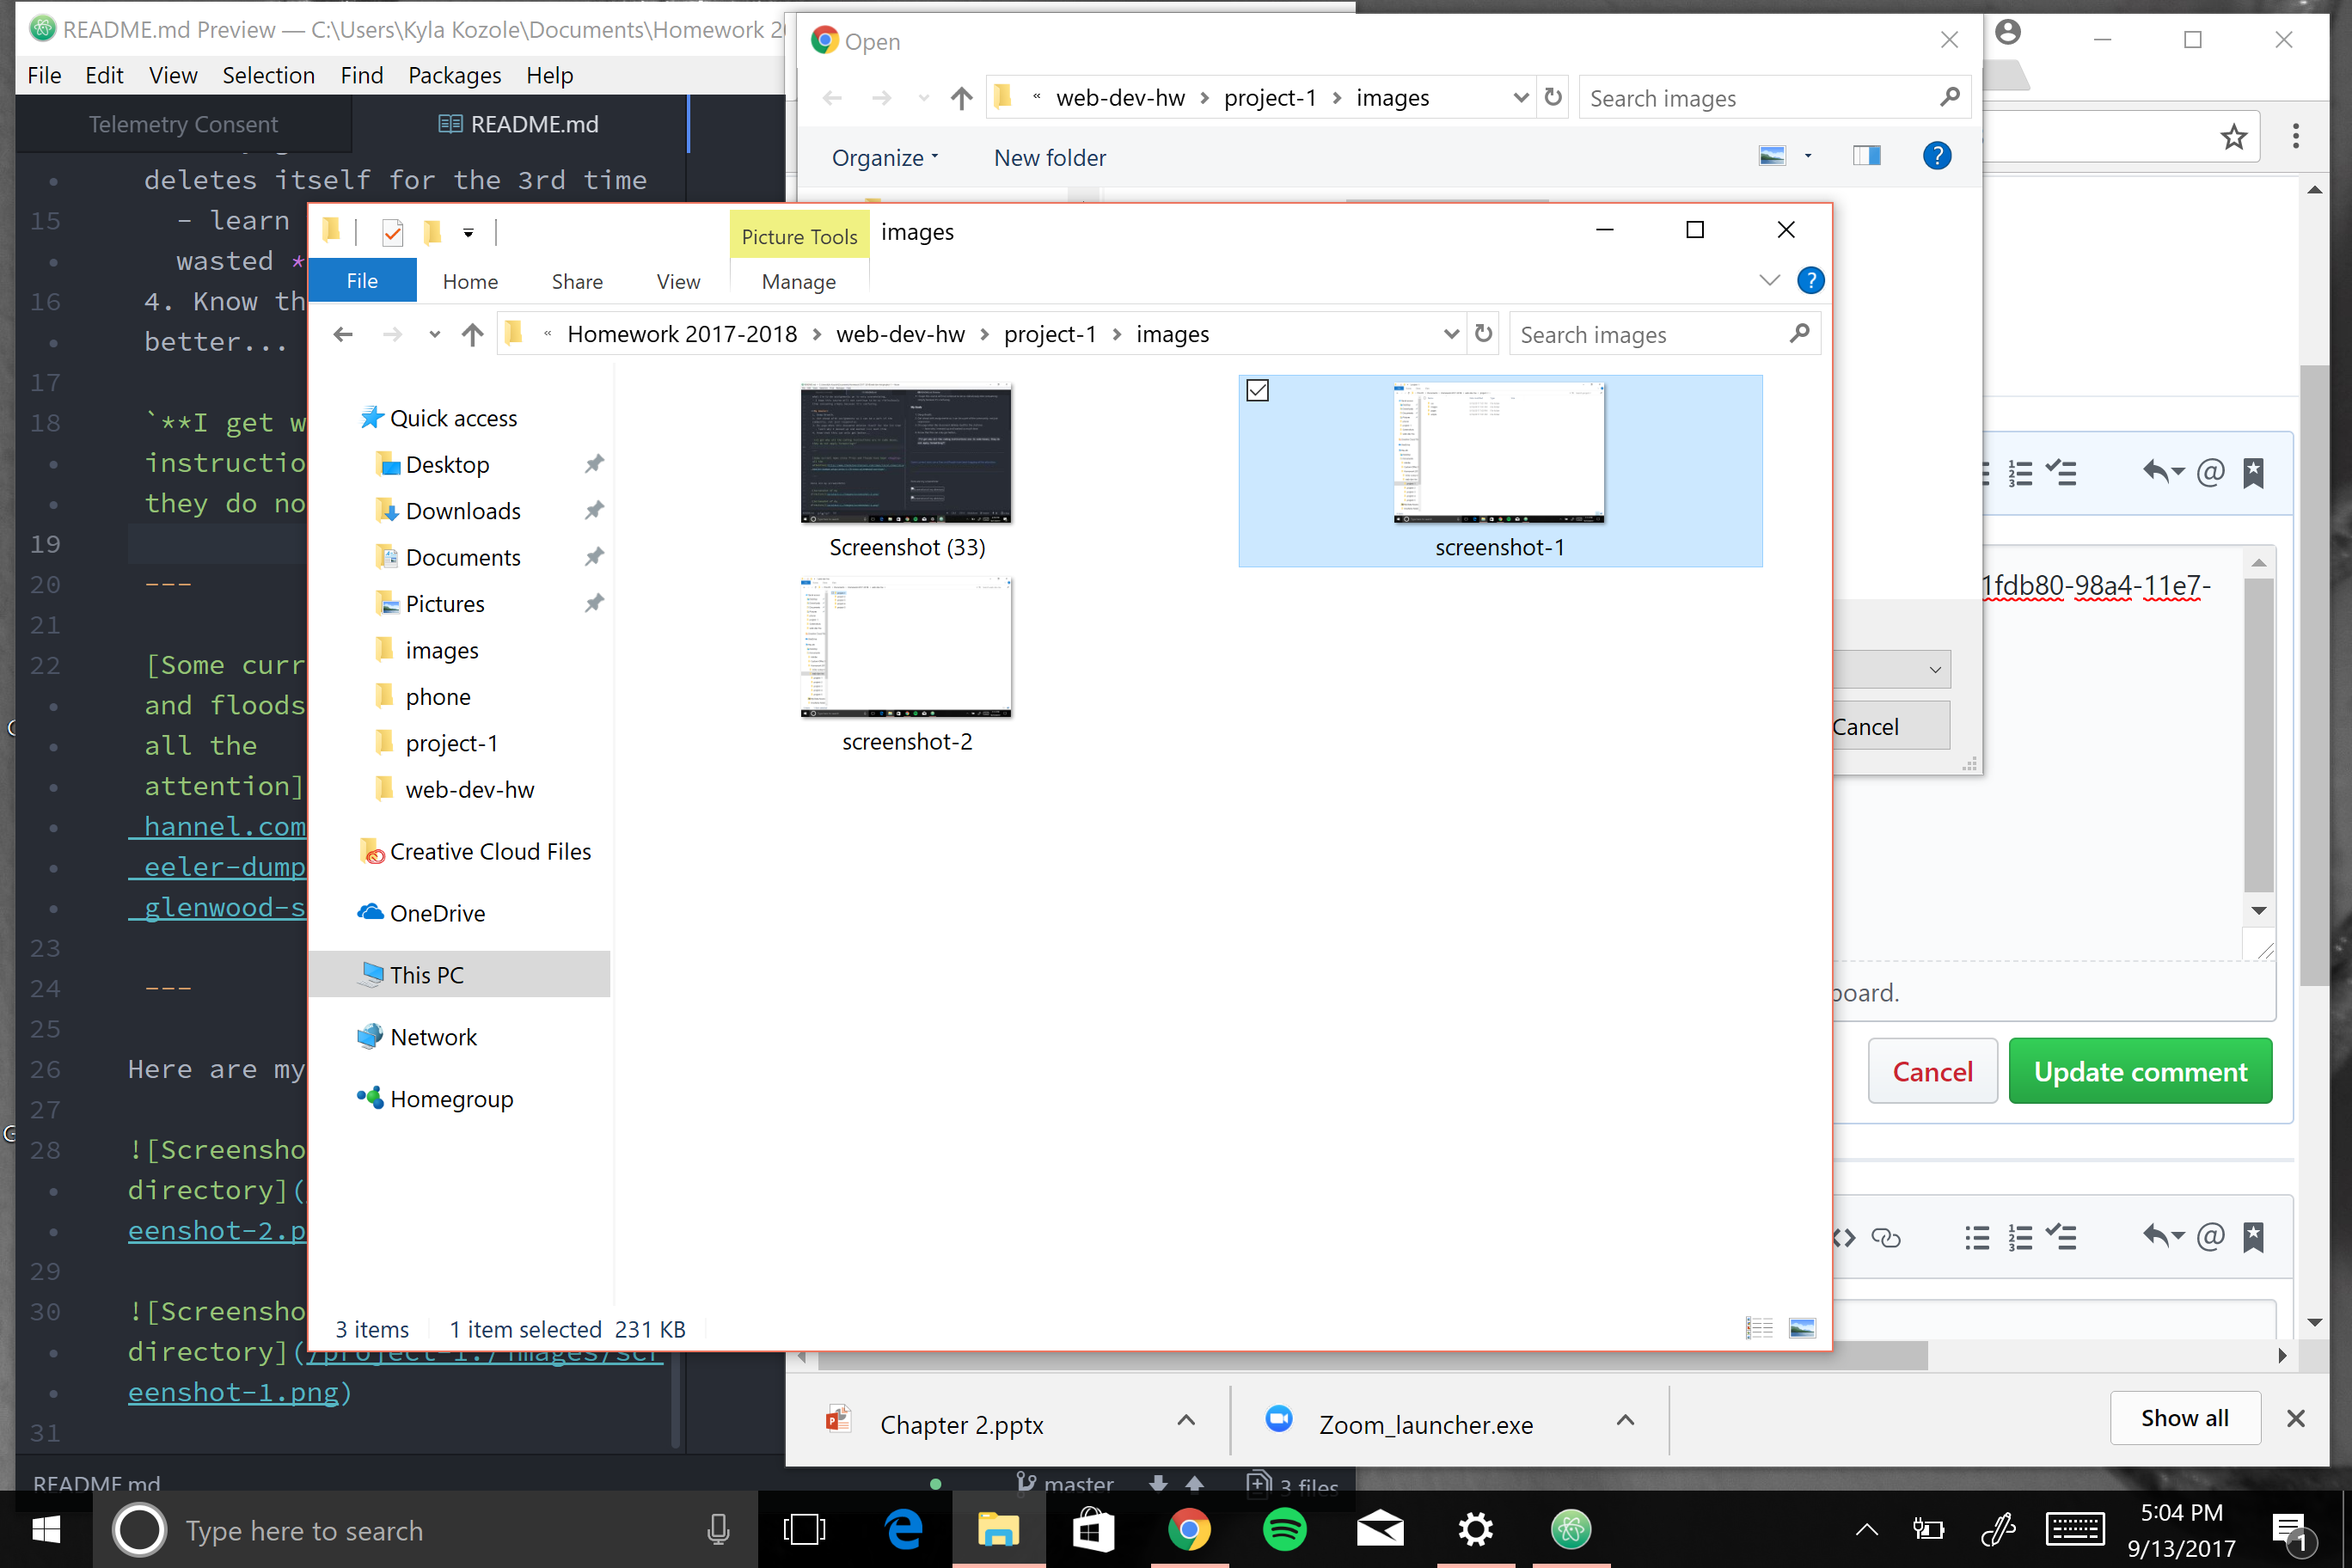 README.md Preview — C:\Users\Kyla Kozole\Documents\Homework 20
File Edit View Selection Find Packages Help
Telemetry Consent
README.md
deletes itself for the 3rd time
15 - learn
wasted *
16 4. Know th
better...
17
18 `**I get w
instructio
they do no
19
20 ---
21
22 [Some curr
and floods
all the
attention]
hannel.com
eeler-dump
glenwood-s
23
24 ---
25
26 Here are my
27
28 ![Screensho
directory](
eenshot-2.p
29
30 ![Screensho
directory](/project-1./images/scr
eenshot-1.png)
31
README.md
master
3 files
Open
« web-dev-hw > project-1 > images
Search images
Organize
New folder
Cancel
Picture Tools
images
File Home Share View Manage
« Homework 2017-2018 > web-dev-hw > project-1 > images
Search images
Quick access
Desktop
Downloads
Documents
Pictures
images
phone
project-1
web-dev-hw
Creative Cloud Files
OneDrive
This PC
Network
Homegroup
Screenshot (33)
screenshot-1
screenshot-2
3 items 1 item selected 231 KB
1fdb80-98a4-11e7-
board.
Cancel
Update comment
Chapter 2.pptx
Zoom_launcher.exe
Show all
Type here to search
5:04 PM
9/13/2017
1